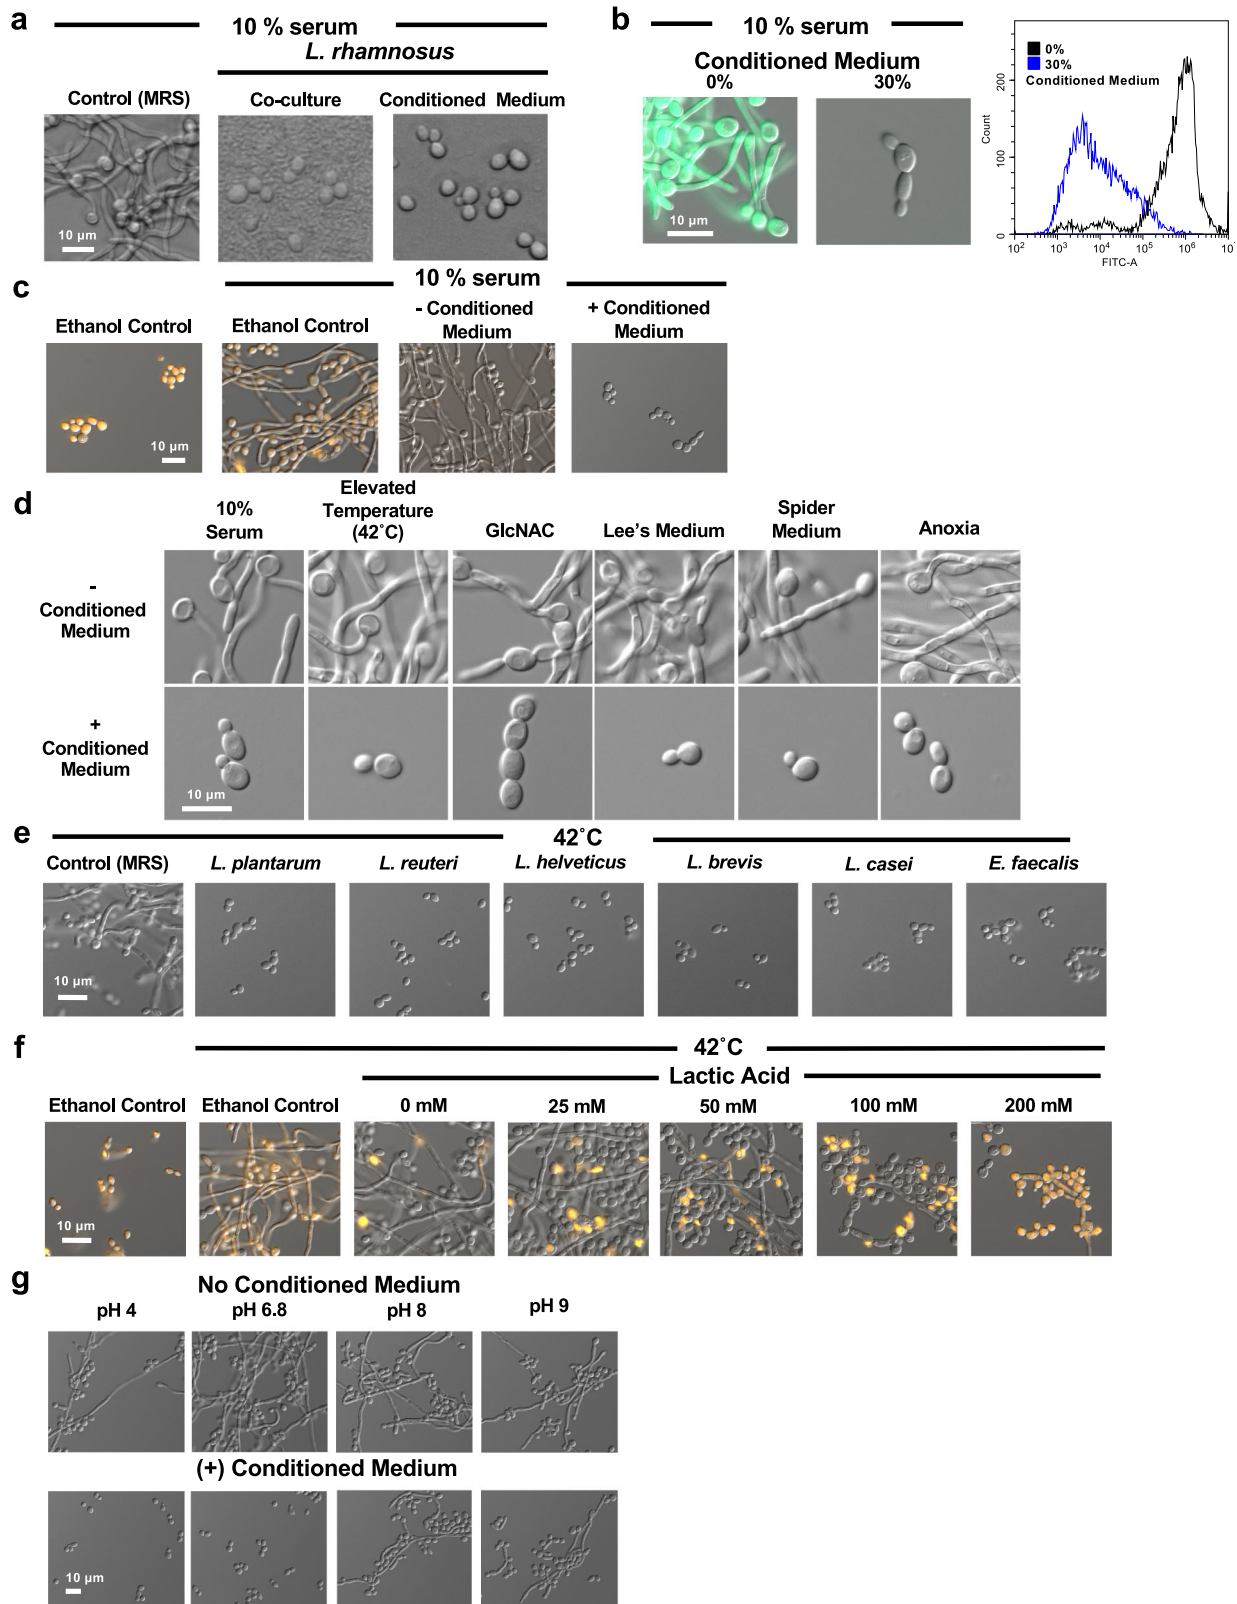 a
10 % serum
L. rhamnosus
Control (MRS)
Co-culture
Conditioned Medium
10 µm
b
10 % serum
Conditioned Medium
0%
30%
10 µm
0%
30%
Conditioned Medium
Count
0
100
200
10² 10³ 10⁴ 10⁵ 10⁶
FITC-A
c
10 % serum
Ethanol Control
Ethanol Control
- Conditioned
Medium
+ Conditioned
Medium
10 µm
d
10%
Serum
Elevated
Temperature
(42˚C)
GlcNAC
Lee's Medium
Spider
Medium
Anoxia
-
Conditioned
Medium
+
Conditioned
Medium
10 µm
e
42˚C
Control (MRS)
L. plantarum
L. reuteri
L. helveticus
L. brevis
L. casei
E. faecalis
10 µm
f
42˚C
Lactic Acid
Ethanol Control
Ethanol Control
0 mM
25 mM
50 mM
100 mM
200 mM
10 µm
g
No Conditioned Medium
pH 4
pH 6.8
pH 8
pH 9
(+) Conditioned Medium
10 µm